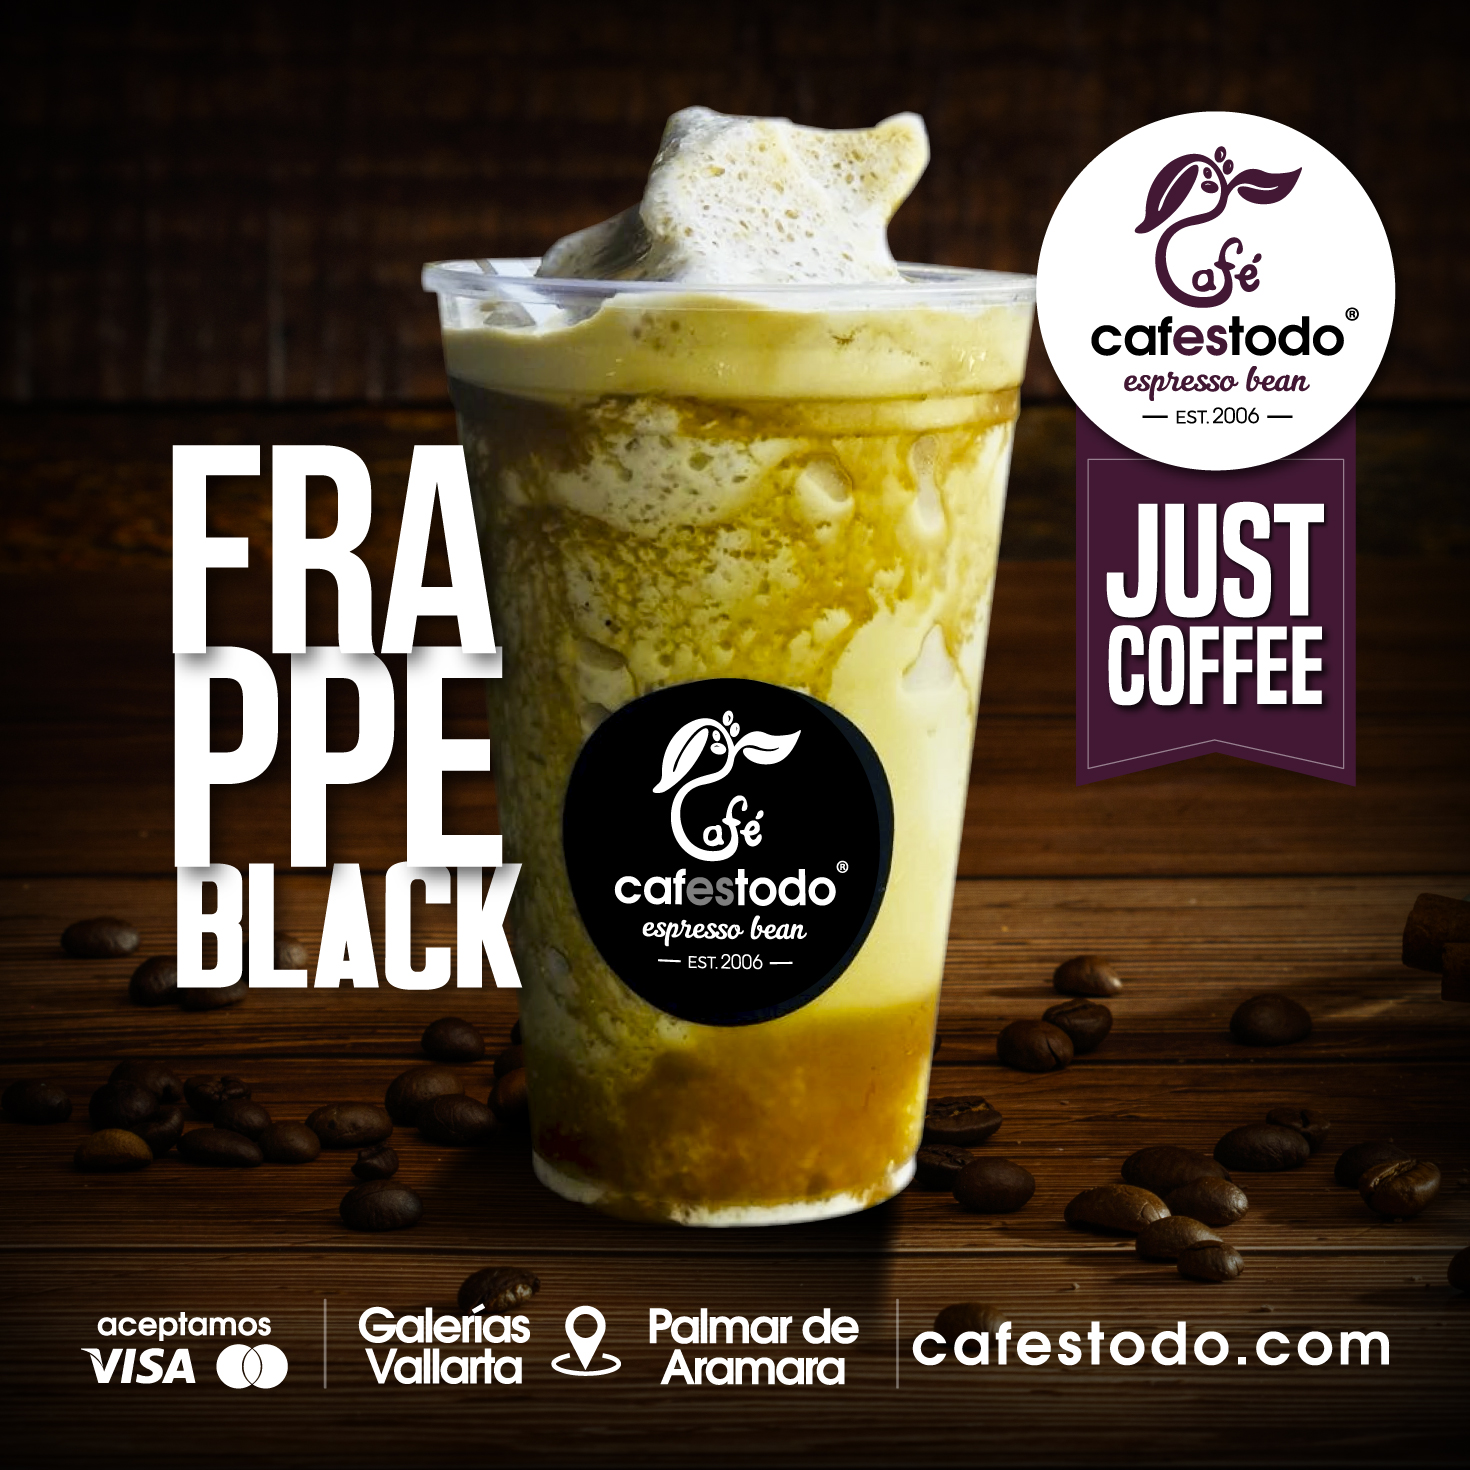 Café
cafestodo®
espresso bean
EST. 2006
JUST
COFFEE
FRA
PPE
BLACK
Café
cafestodo®
espresso bean
EST. 2006
aceptamos
VISA
Galerías
Vallarta
Palmar de
Aramara
cafestodo.com